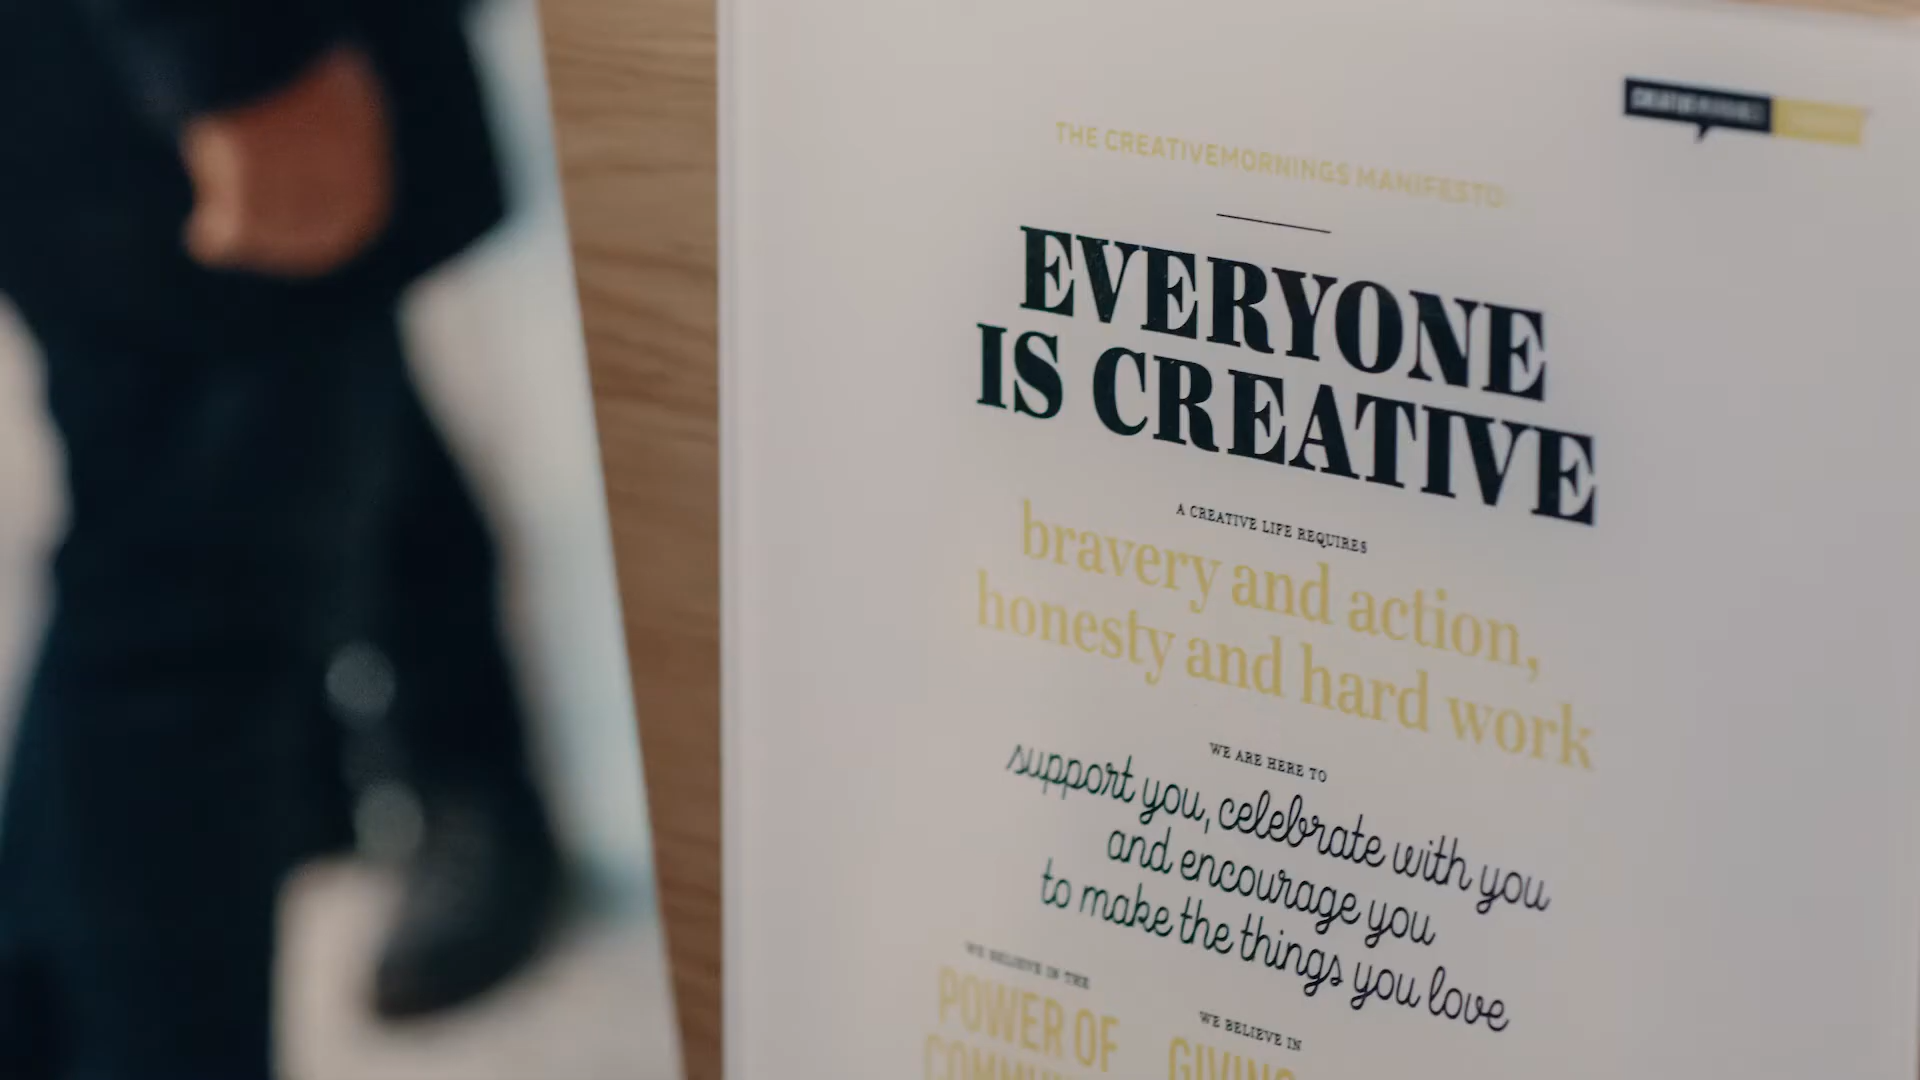 CREATIVEMORNINGS
THE CREATIVEMORNINGS MANIFESTO
EVERYONE
IS CREATIVE
A CREATIVE LIFE REQUIRES
bravery and action,
honesty and hard work
WE ARE HERE TO
support you, celebrate with you
and encourage you
to make the things you love
WE BELIEVE IN THE
POWER OF
WE BELIEVE IN
GIVING